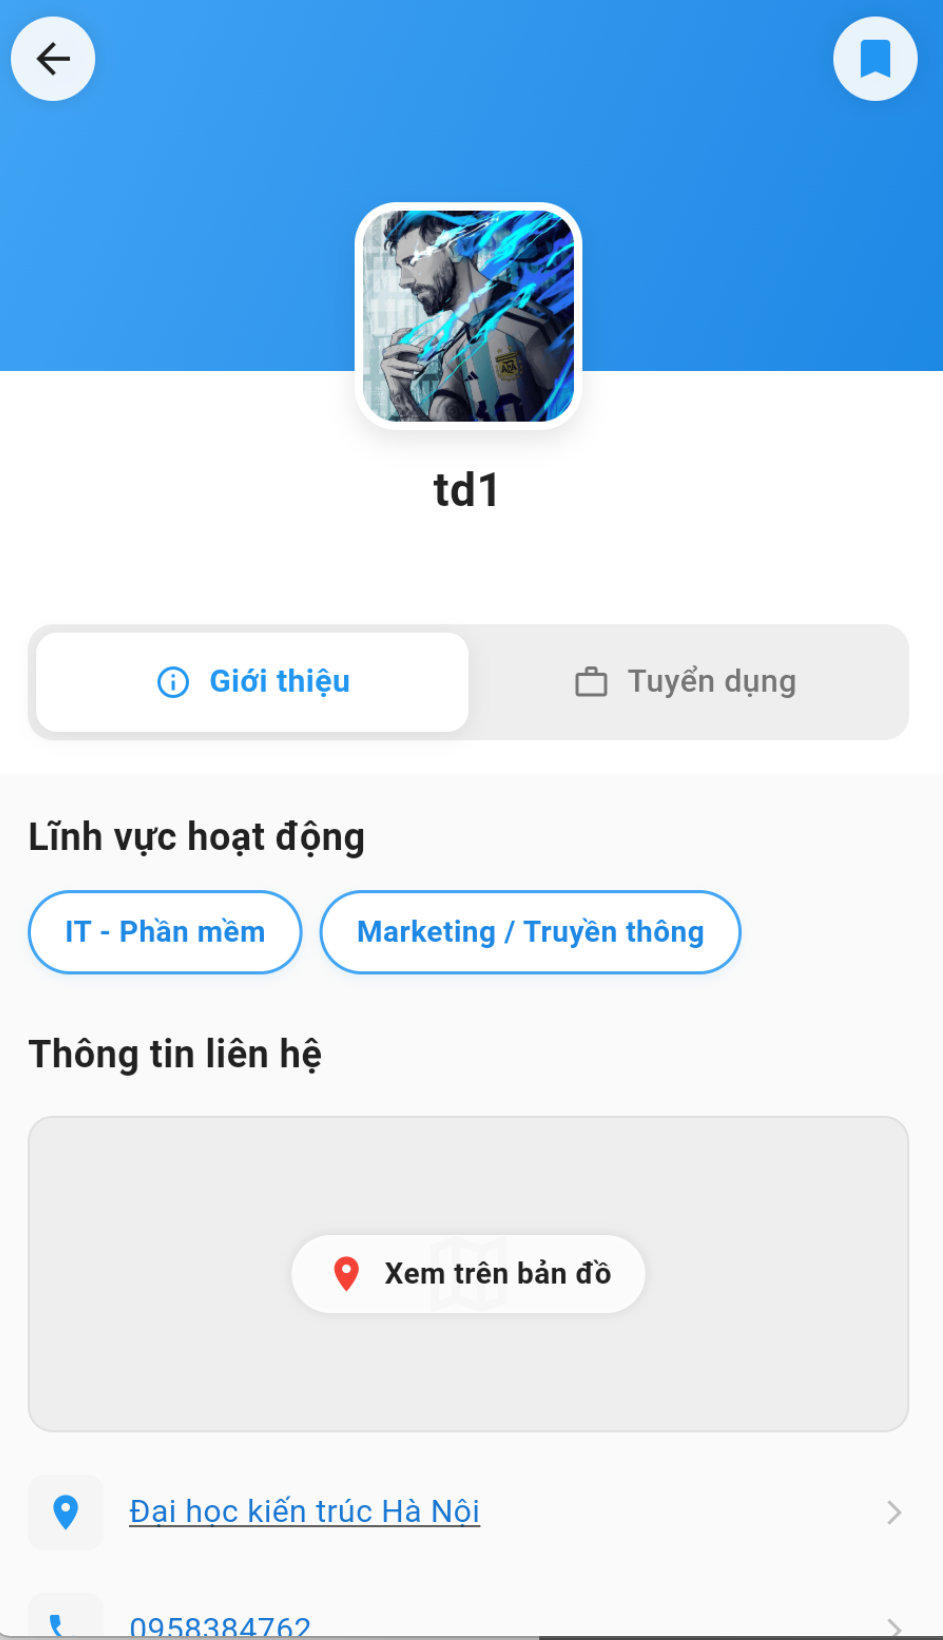 td1
Giới thiệu
Tuyển dụng
Lĩnh vực hoạt động
IT - Phần mềm
Marketing / Truyền thông
Thông tin liên hệ
Xem trên bản đồ
Đại học kiến trúc Hà Nội
0958384762